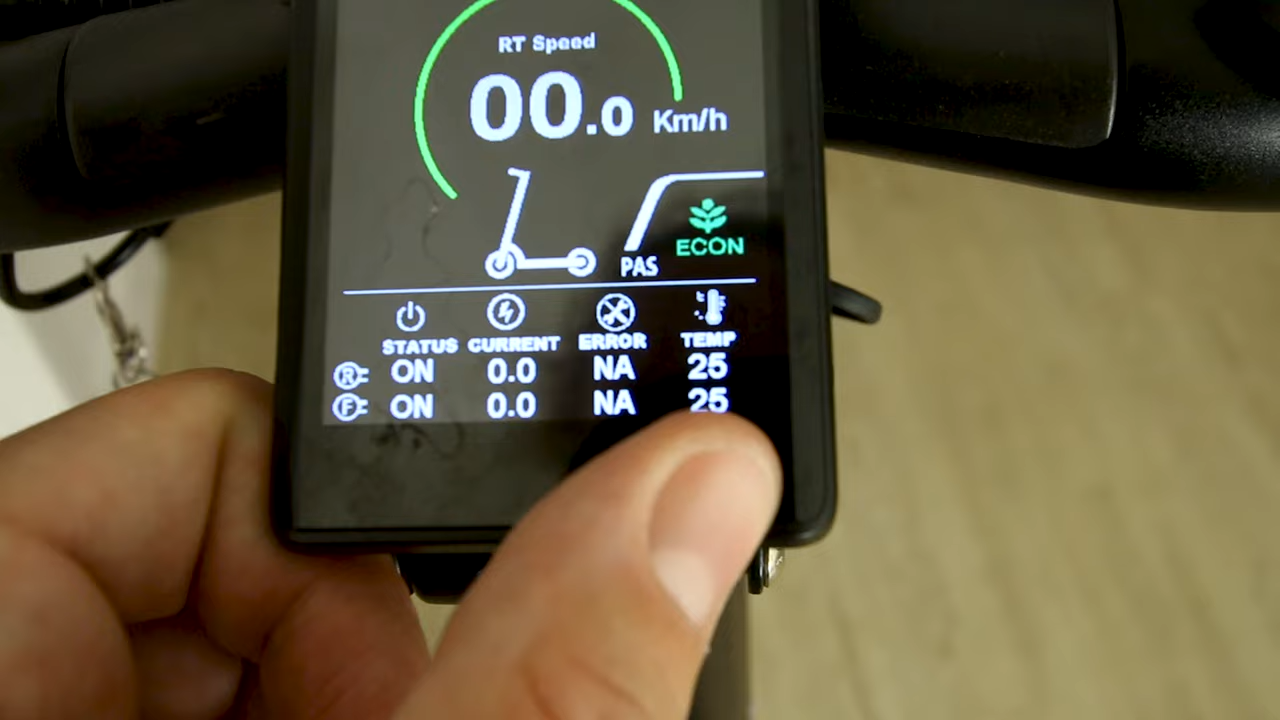 RT Speed
00.0 Km/h
ECON
PAS
STATUS CURRENT ERROR TEMP
R ON 0.0 NA 25
F ON 0.0 NA 25